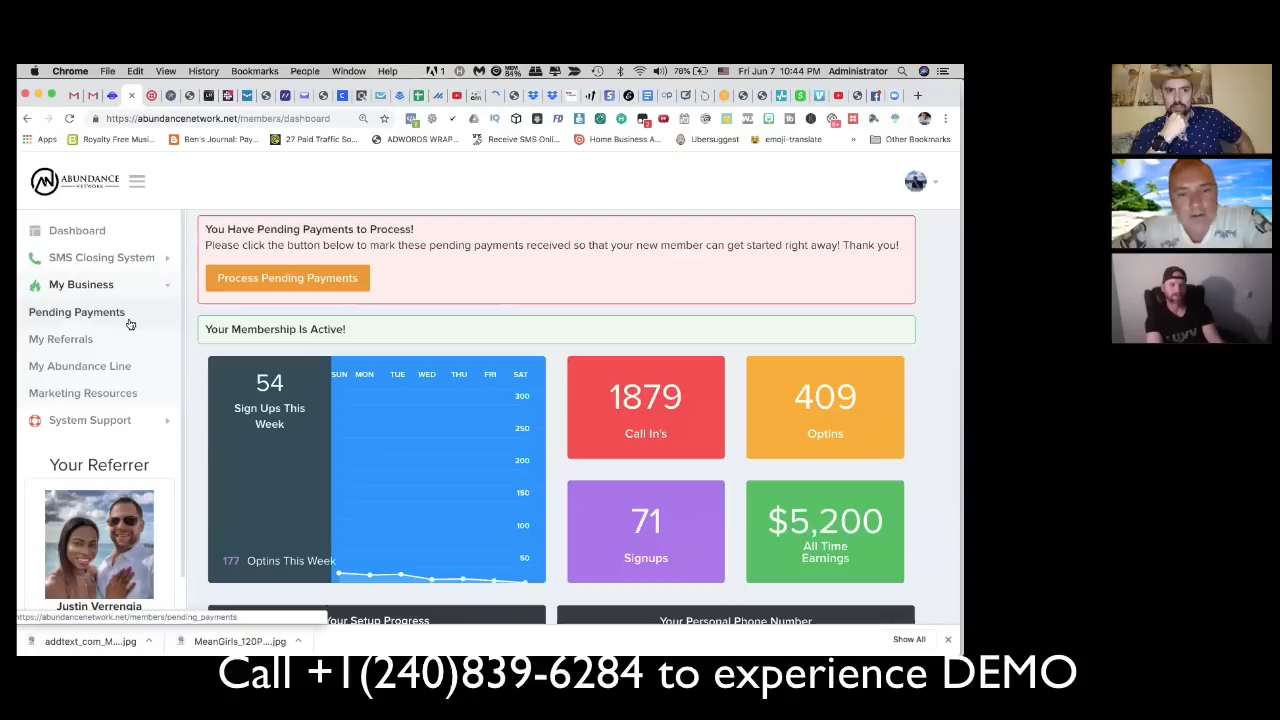 Chrome File Edit View History Bookmarks People Window Help
1
MEM 84%
78%
Fri Jun 7 10:44 PM Administrator
https://abundancenetwork.net/members/dashboard
Apps
Royalty Free Musi...
Ben's Journal: Pay...
27 Paid Traffic So...
ADWORDS WRAP...
Receive SMS Onli...
Home Business A...
Ubersuggest
emoji-translate
»
Other Bookmarks
ABUNDANCE
NETWORK
Dashboard
SMS Closing System
My Business
Pending Payments
My Referrals
My Abundance Line
Marketing Resources
System Support
Your Referrer
Justin Verrengia
You Have Pending Payments to Process!
Please click the button below to mark these pending payments received so that your new member can get started right away! Thank you!
Process Pending Payments
Your Membership Is Active!
54
Sign Ups This
Week
177 Optins This Week
SUN MON TUE WED THU FRI SAT
300
250
200
150
100
50
1879
Call In's
409
Optins
71
Signups
$5,200
All Time
Earnings
Your Setup Progress
Your Personal Phone Number
https://abundancenetwork.net/members/pending_payments
addtext_com_M....jpg
MeanGirls_120P....jpg
Show All
Call +1(240)839-6284 to experience DEMO